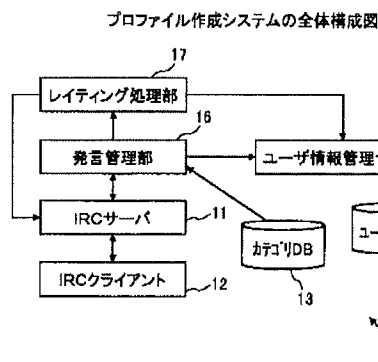 プロファイル作成システムの全体構成図
17
レイティング処理部
16
発言管理部
ユーザ情報管理
IRCサーバ
11
カテゴリDB
ユー
IRCクライアント
12
13